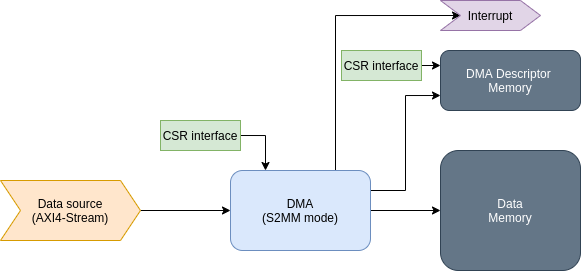 Interrupt
CSR interface
DMA Descriptor
Memory
CSR interface
Data source
(AXI4-Stream)
DMA
(S2MM mode)
Data
Memory